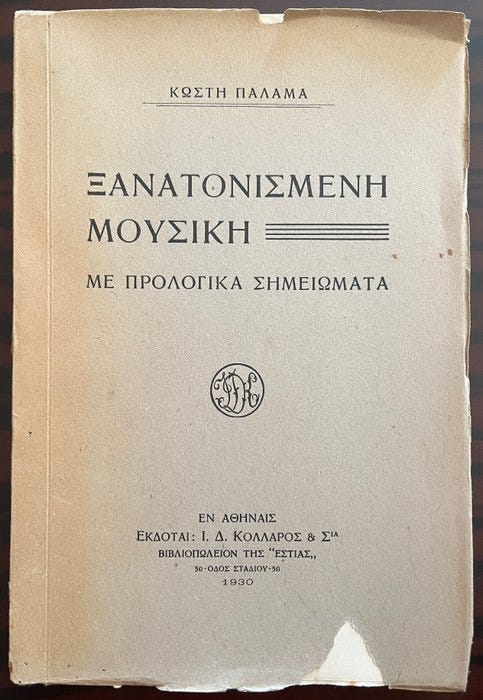 ΚΩΣΤΗ ΠΑΛΑΜΑ
ΞΑΝΑΤΟΝΙΣΜΕΝΗ
ΜΟΥΣΙΚΗ
ΜΕ ΠΡΟΛΟΓΙΚΑ ΣΗΜΕΙΩΜΑΤΑ
ΕΝ ΑΘΗΝΑΙΣ
ΕΚΔΟΤΑΙ: Ι. Δ. ΚΟΛΛΑΡΟΣ & ΣΙΑ
ΒΙΒΛΙΟΠΩΛΕΙΟΝ ΤΗΣ "ΕΣΤΙΑΣ„
50-ΟΔΟΣ ΣΤΑΔΙΟΥ-50
1930